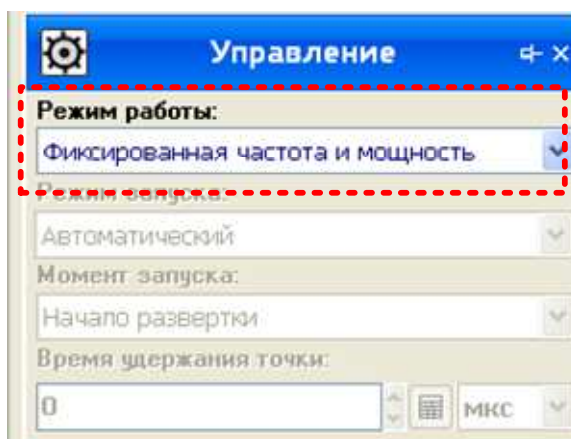 Управление
Режим работы:
Фиксированная частота и мощность
Режим запуска:
Автоматический
Момент запуска:
Начало развертки
Время удержания точки:
0 мкс